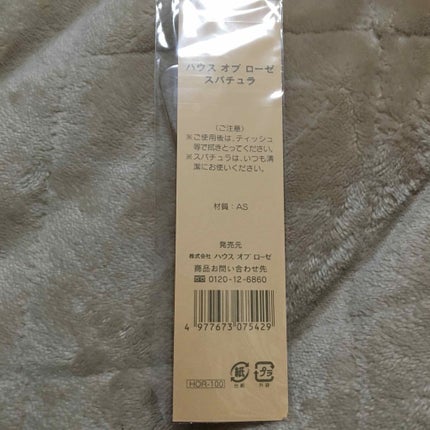 ハウス オブ ローゼ
スパチュラ
〈ご注意〉
※ご使用後は、ティッシュ
等で拭きとってください。
※スパチュラは、いつも清
潔にお使いください。
材質：AS
発売元
株式会社 ハウス オブ ローゼ
商品お問い合わせ先
0120-12-6860
4 977673 075429
HOR-100
紙
台紙
プラ
外袋